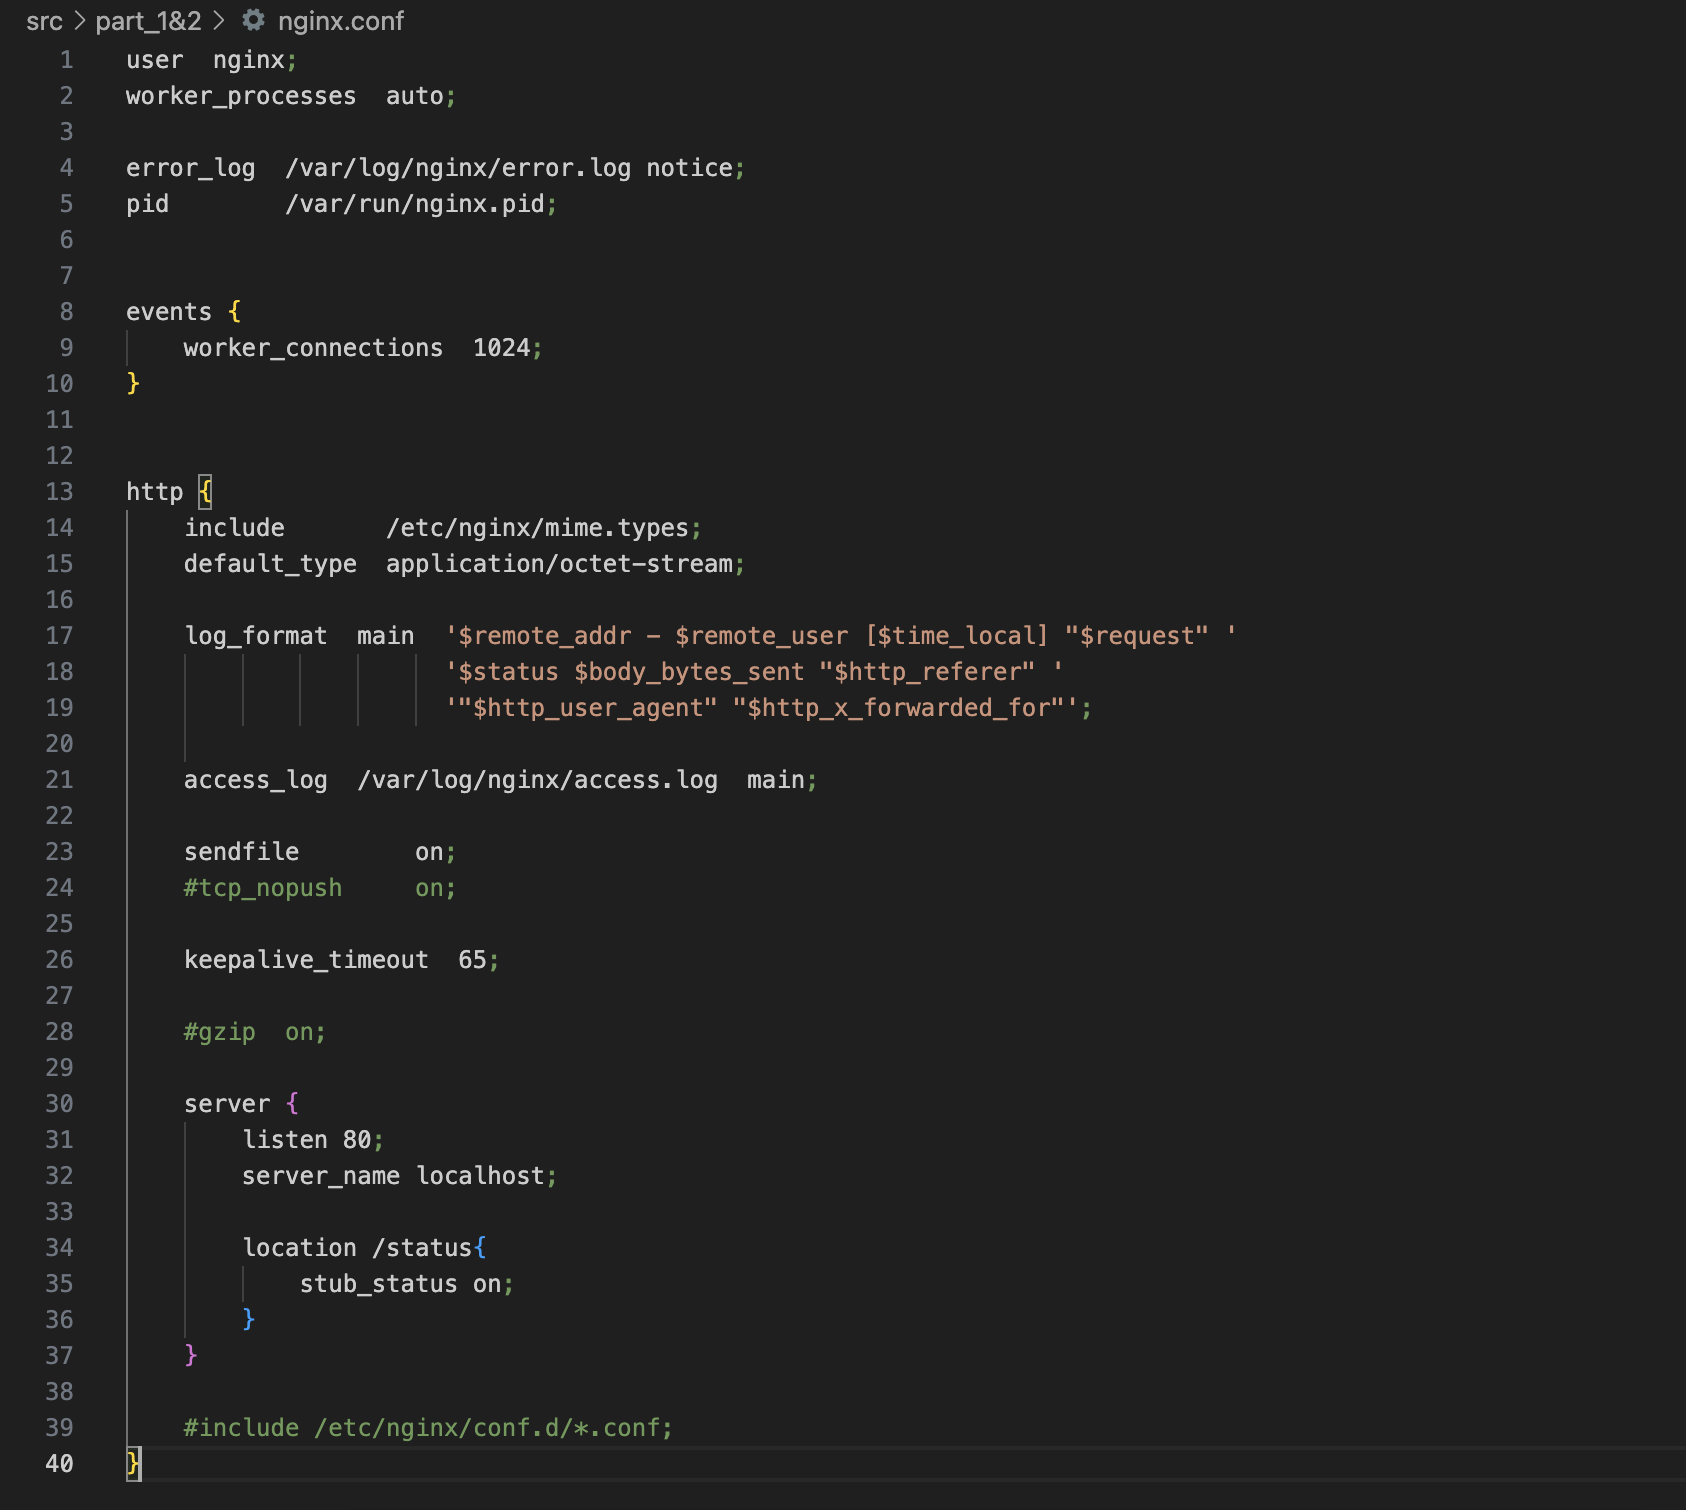 src > part_1&2 > nginx.conf
1 user  nginx;
2 worker_processes  auto;
3
4 error_log  /var/log/nginx/error.log notice;
5 pid        /var/run/nginx.pid;
6
7
8 events {
9     worker_connections  1024;
10 }
11
12
13 http {
14     include       /etc/nginx/mime.types;
15     default_type  application/octet-stream;
16
17     log_format  main  '$remote_addr - $remote_user [$time_local] "$request" '
18                       '$status $body_bytes_sent "$http_referer" '
19                       '"$http_user_agent" "$http_x_forwarded_for"';
20
21     access_log  /var/log/nginx/access.log  main;
22
23     sendfile        on;
24     #tcp_nopush     on;
25
26     keepalive_timeout  65;
27
28     #gzip  on;
29
30     server {
31         listen 80;
32         server_name localhost;
33
34         location /status{
35             stub_status on;
36         }
37     }
38
39     #include /etc/nginx/conf.d/*.conf;
40 }